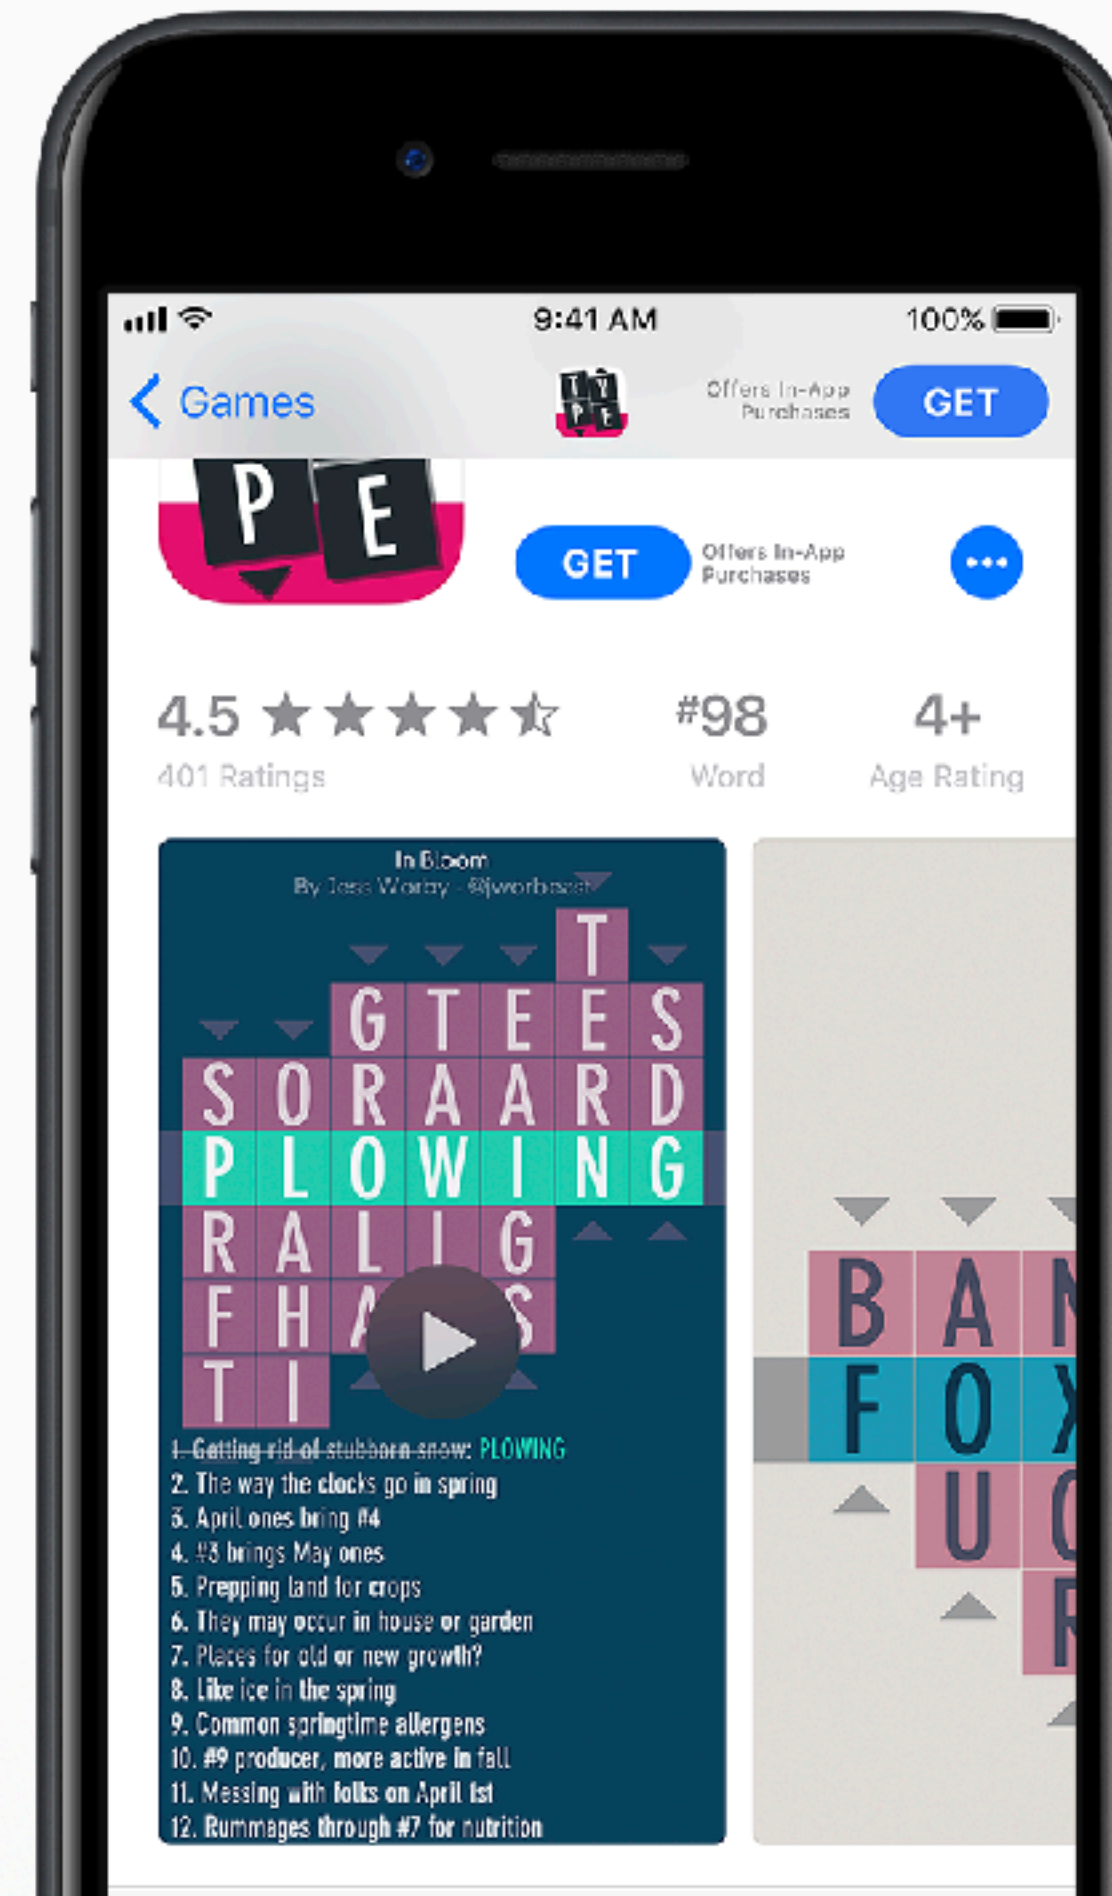 9:41 AM 100%
Games Offers In-App Purchases GET
T Y
P E
P E
GET Offers In-App Purchases
4.5 #98 4+
401 Ratings Word Age Rating
In Bloom
By Jess Worby - @jworbeast
T
G T E E S
S O R A A R D
P L O W I N G
R A L I G
F H A S
T I
1. Getting rid of stubborn snow: PLOWING
2. The way the clocks go in spring
3. April ones bring #4
4. #3 brings May ones
5. Prepping land for crops
6. They may occur in house or garden
7. Places for old or new growth?
8. Like ice in the spring
9. Common springtime allergens
10. #9 producer, more active in fall
11. Messing with folks on April 1st
12. Rummages through #7 for nutrition
B A N
F O X
U
R